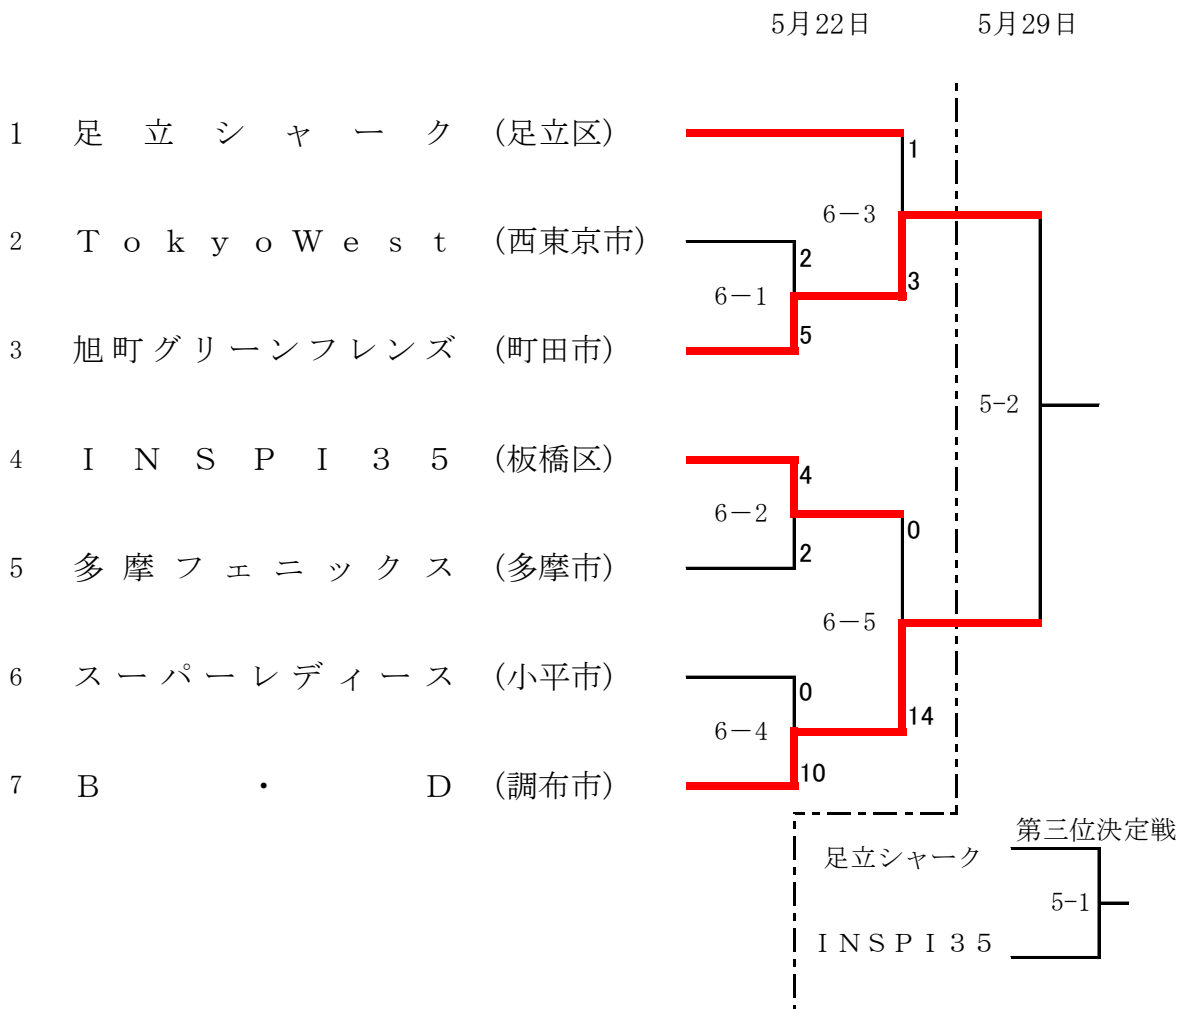 5月22日 5月29日
1 足立シャーク (足立区)
1
6－3
2 ＴｏｋｙｏＷｅｓｔ (西東京市)
2
6－1
3
3 旭町グリーンフレンズ (町田市)
5
5-2
4 ＩＮＳＰＩ３５ (板橋区)
4
6－2
0
5 多摩フェニックス (多摩市)
2
6－5
6 スーパーレディース (小平市)
0
6－4
14
7 Ｂ・Ｄ (調布市)
10
第三位決定戦
足立シャーク
5-1
ＩＮＳＰＩ３５